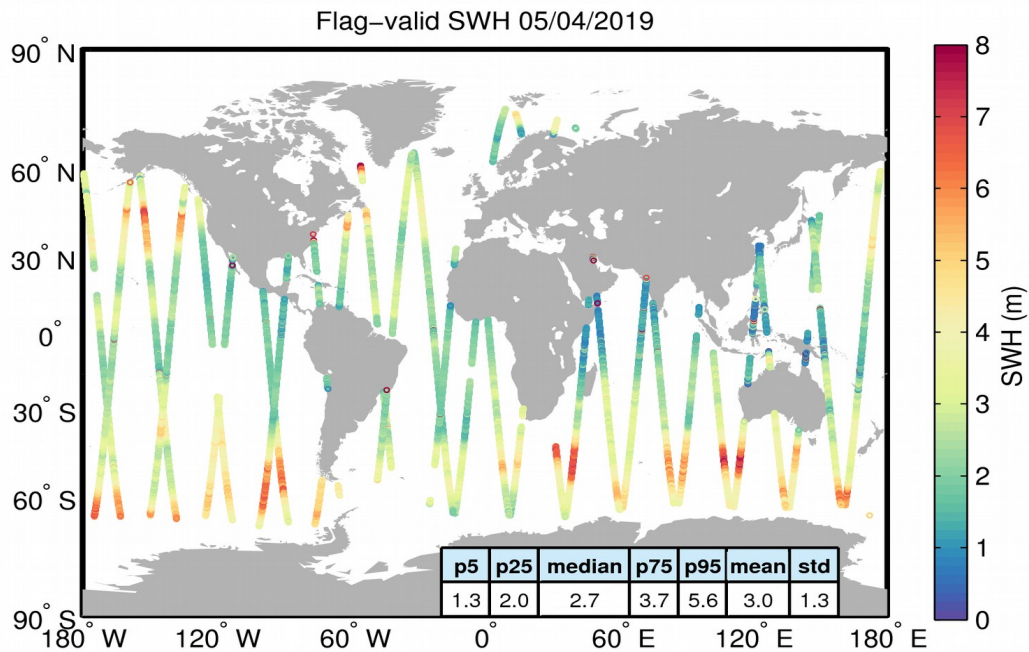 Flag−valid SWH 05/04/2019
90° N
60° N
30° N
0°
30° S
60° S
90° S
180° W
120° W
60° W
0°
60° E
120° E
180° E
p5 p25 median p75 p95 mean std
1.3 2.0 2.7 3.7 5.6 3.0 1.3
8
7
6
5
4
3
2
1
0
SWH (m)